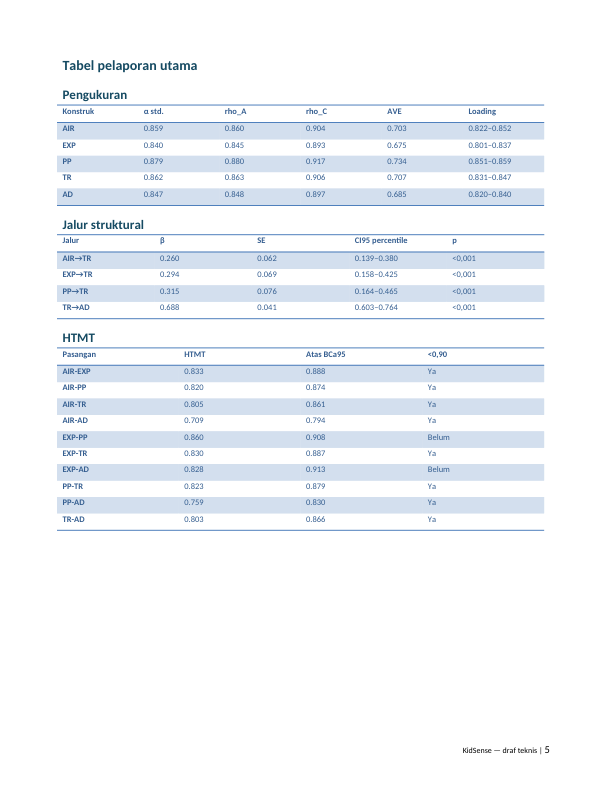 Tabel pelaporan utama
Pengukuran
Konstruk α std. rho_A rho_C AVE Loading
AIR 0.859 0.860 0.904 0.703 0.822–0.852
EXP 0.840 0.845 0.893 0.675 0.801–0.837
PP 0.879 0.880 0.917 0.734 0.851–0.859
TR 0.862 0.863 0.906 0.707 0.831–0.847
AD 0.847 0.848 0.897 0.685 0.820–0.840
Jalur struktural
Jalur β SE CI95 percentile p
AIR→TR 0.260 0.062 0.139–0.380 <0,001
EXP→TR 0.294 0.069 0.158–0.425 <0,001
PP→TR 0.315 0.076 0.164–0.465 <0,001
TR→AD 0.688 0.041 0.603–0.764 <0,001
HTMT
Pasangan HTMT Atas BCa95 <0,90
AIR-EXP 0.833 0.888 Ya
AIR-PP 0.820 0.874 Ya
AIR-TR 0.805 0.861 Ya
AIR-AD 0.709 0.794 Ya
EXP-PP 0.860 0.908 Belum
EXP-TR 0.830 0.887 Ya
EXP-AD 0.828 0.913 Belum
PP-TR 0.823 0.879 Ya
PP-AD 0.759 0.830 Ya
TR-AD 0.803 0.866 Ya
KidSense — draf teknis | 5